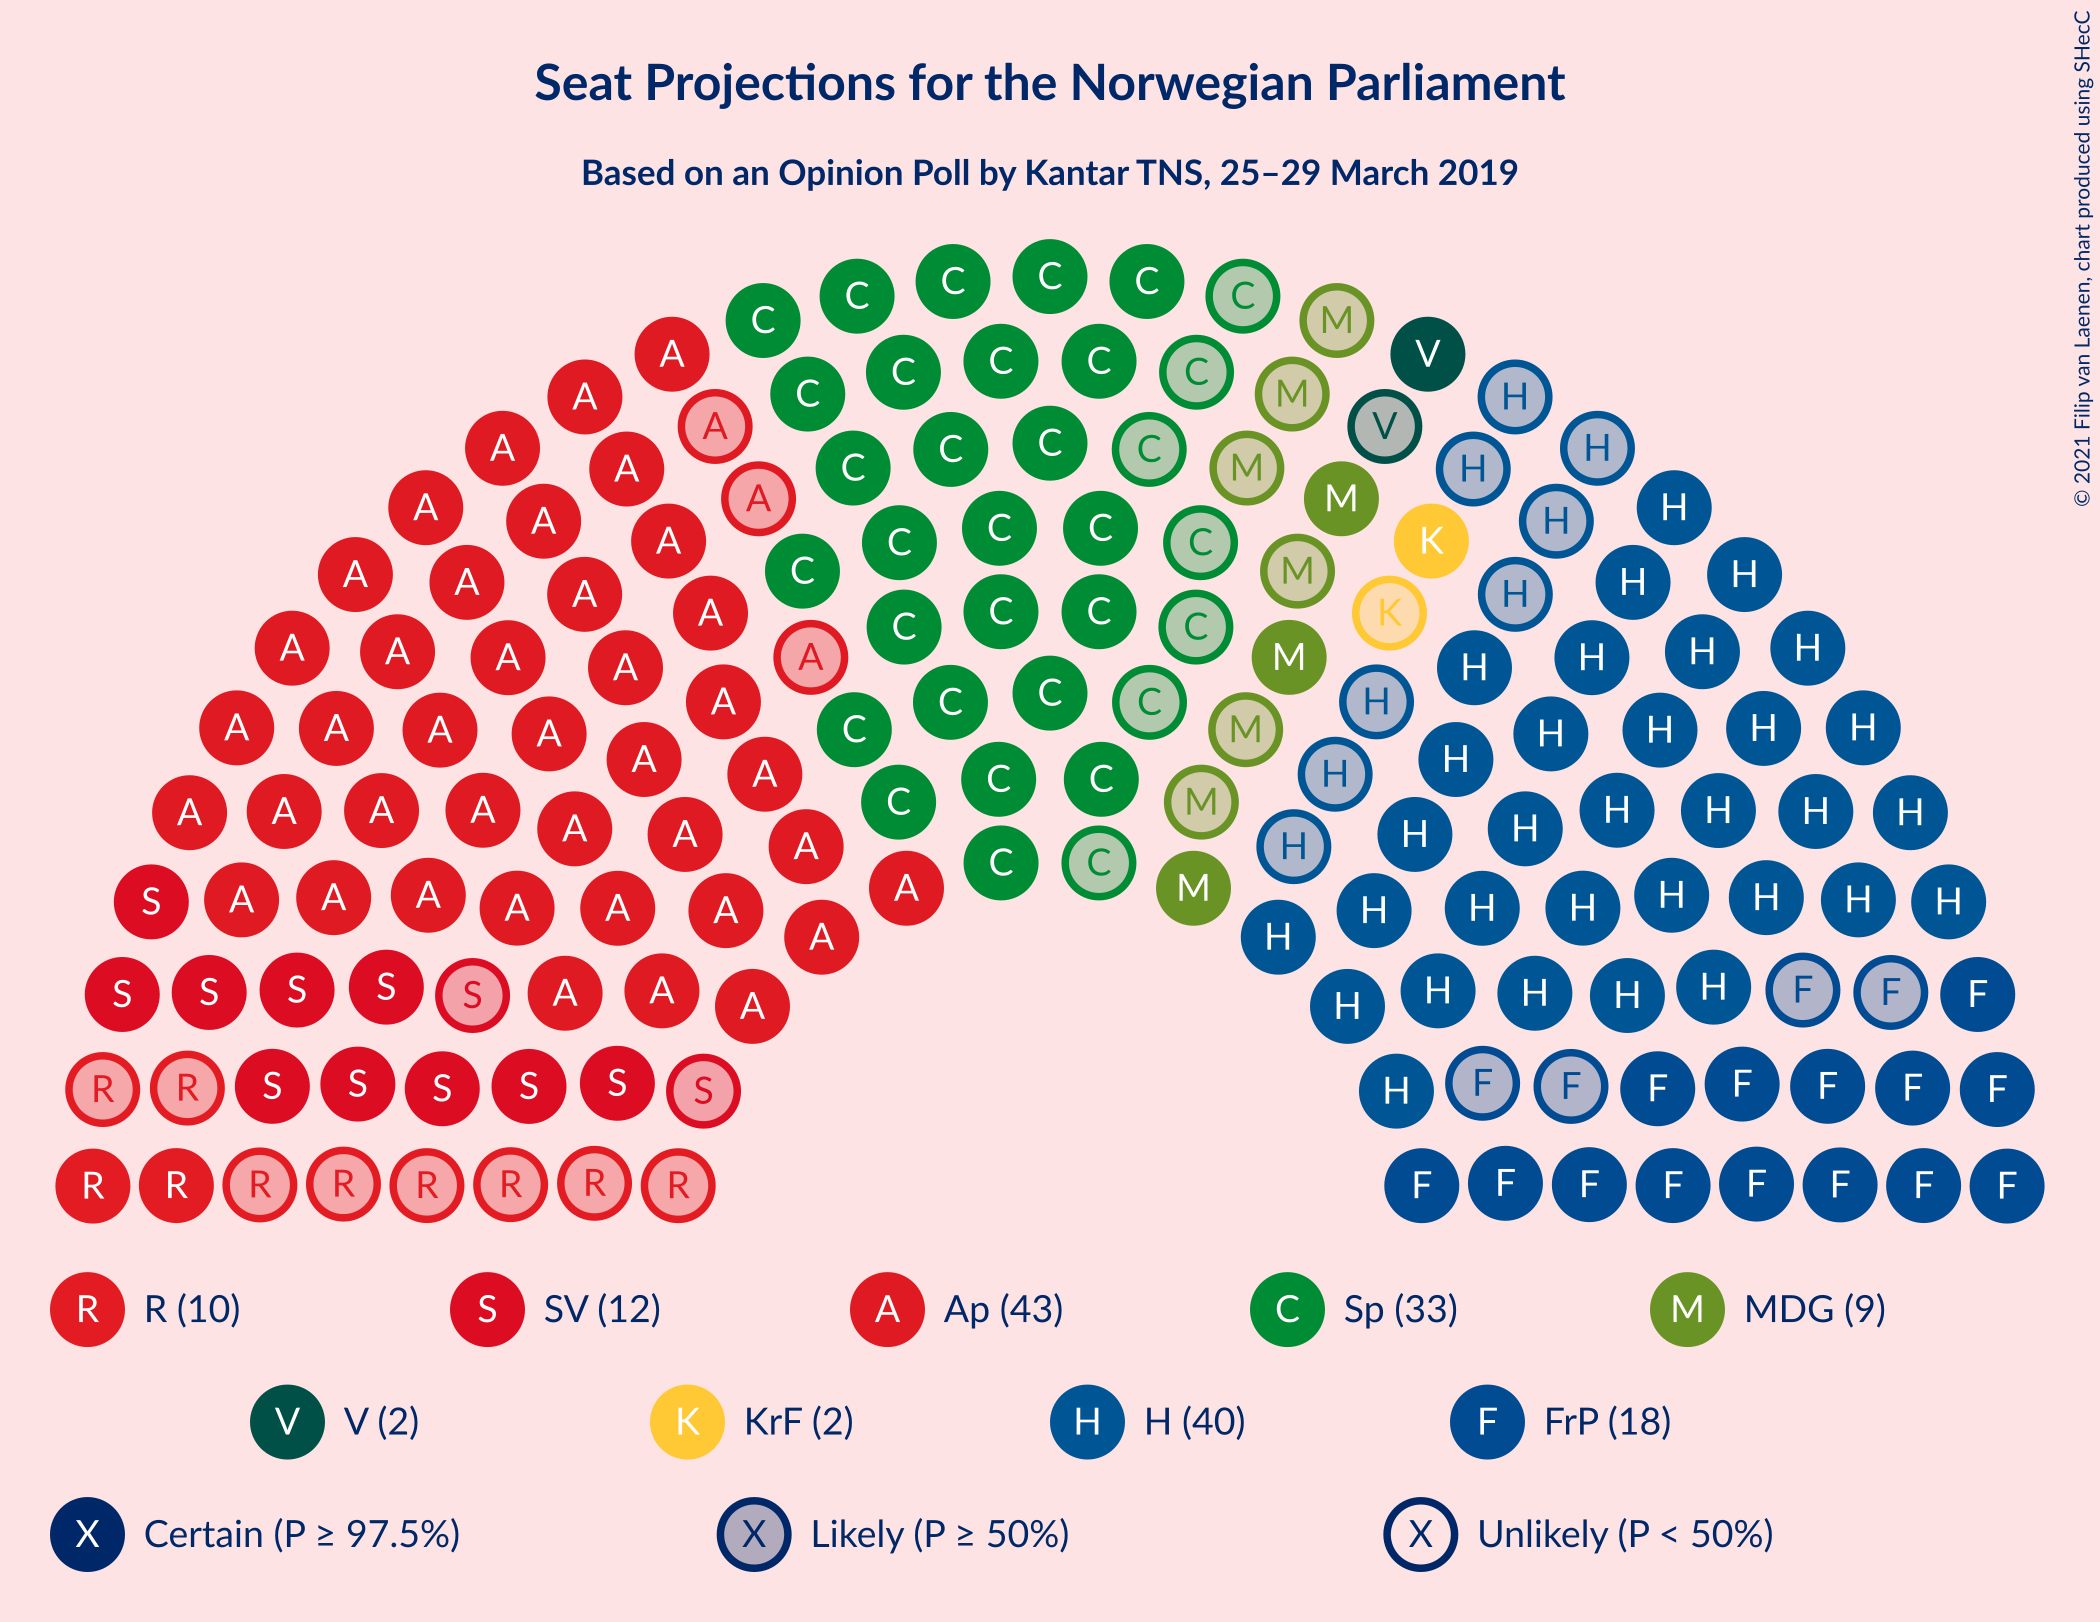 Seat Projections for the Norwegian Parliament
Based on an Opinion Poll by Kantar TNS, 25–29 March 2019
© 2021 Filip van Laenen, chart produced using SHecC
C C C C C C M
A C C C C C M V
A A C C C C M V H
A A A C C C C C M M K H H
A A A A C C C C M K H H H
A A A A A C C C C M H H H H H
A A A A A A C C C M H H H H H H
A A A A A A A C C C M H H H H H H H
S A A A A A A A A C C M H H H H H H H H H
S S S S S A A A H H H H H F F F
R R S S S S S S H F F F F F F F
R R R R R R R R F F F F F F F F
R R (10) S SV (12) A Ap (43) C Sp (33) M MDG (9)
V V (2) K KrF (2) H H (40) F FrP (18)
X Certain (P ≥ 97.5%) X Likely (P ≥ 50%) X Unlikely (P < 50%)